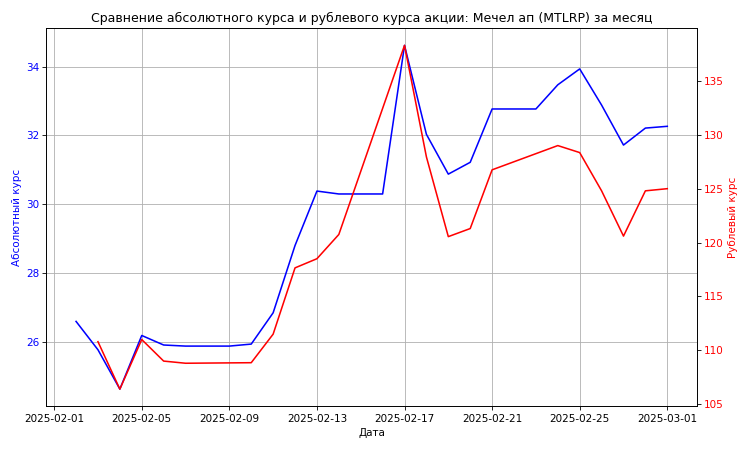 Сравнение абсолютного курса и рублевого курса акции: Мечел ап (MTLRP) за месяц
Абсолютный курс
34
32
30
28
26
135
130
125
120
115
110
105
Рублевый курс
2025-02-01 2025-02-05 2025-02-09 2025-02-13 2025-02-17 2025-02-21 2025-02-25 2025-03-01
Дата